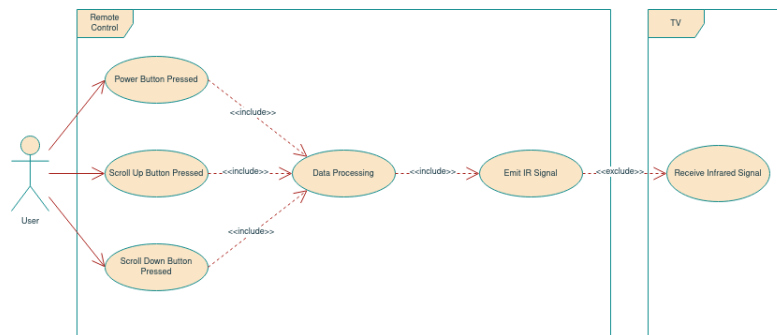 Remote
Control
TV
Power Button Pressed
<<include>>
Scroll Up Button Pressed
<<include>>
Data Processing
<<include>>
Emit IR Signal
<<exclude>>
Receive Infrared Signal
User
<<include>>
Scroll Down Button
Pressed